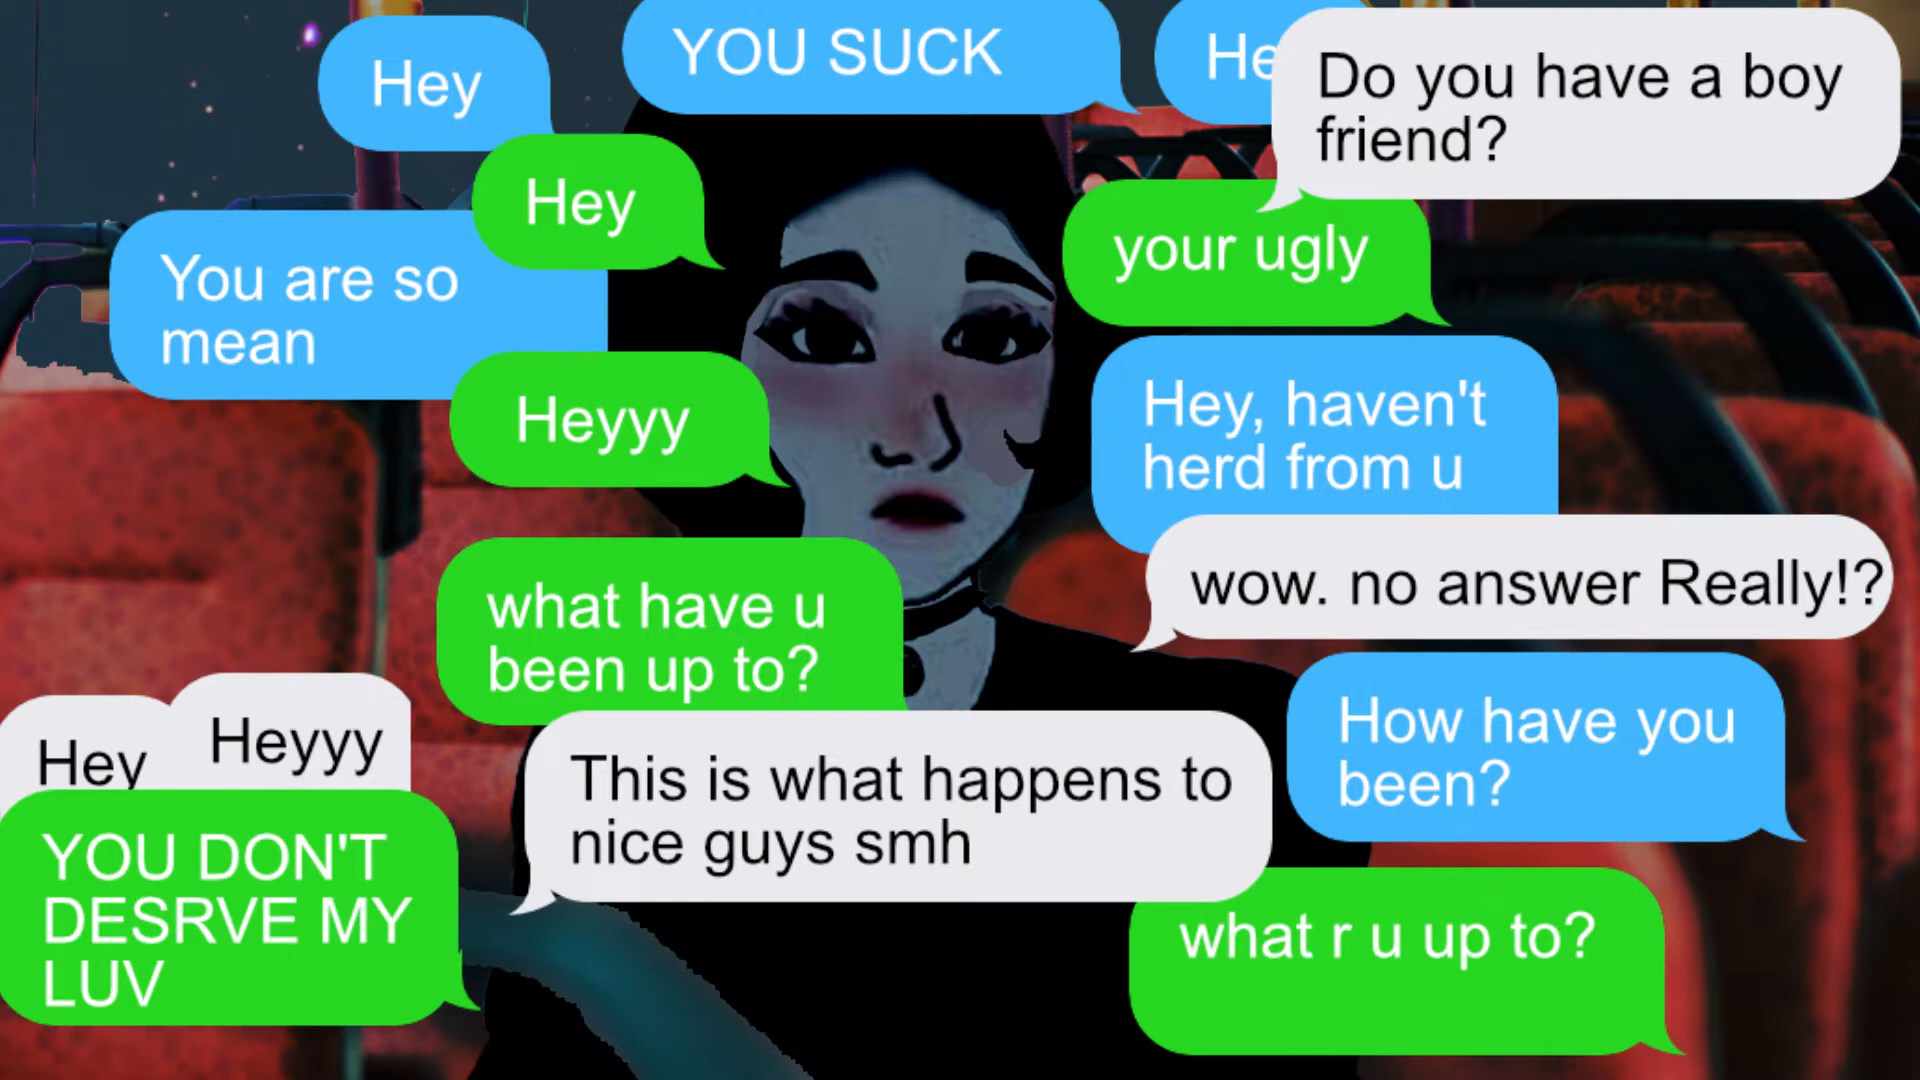 Hey
YOU SUCK
He
Do you have a boy
friend?
Hey
your ugly
You are so
mean
Heyyy
Hey, haven't
herd from u
wow. no answer Really!?
what have u
been up to?
How have you
been?
Hey
Heyyy
This is what happens to
nice guys smh
YOU DON'T
DESRVE MY
LUV
what r u up to?